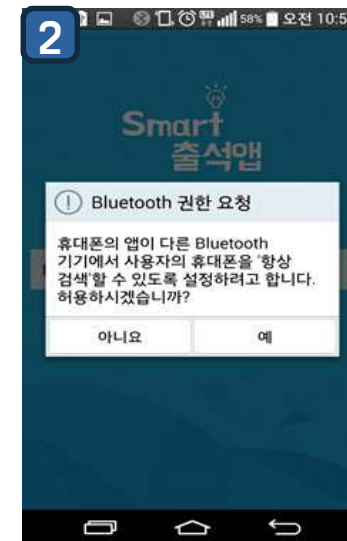 2
58% 오전 10:5
Smart
출석앱
Bluetooth 권한 요청
휴대폰의 앱이 다른 Bluetooth
기기에서 사용자의 휴대폰을 '항상
검색'할 수 있도록 설정하려고 합니다.
허용하시겠습니까?
아니요 예